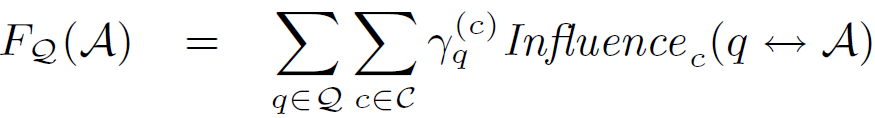 F_𝒬(𝒜) = ∑_{q∈𝒬} ∑_{c∈𝒞} γ_q^{(c)} Influence_c(q ↔ 𝒜)